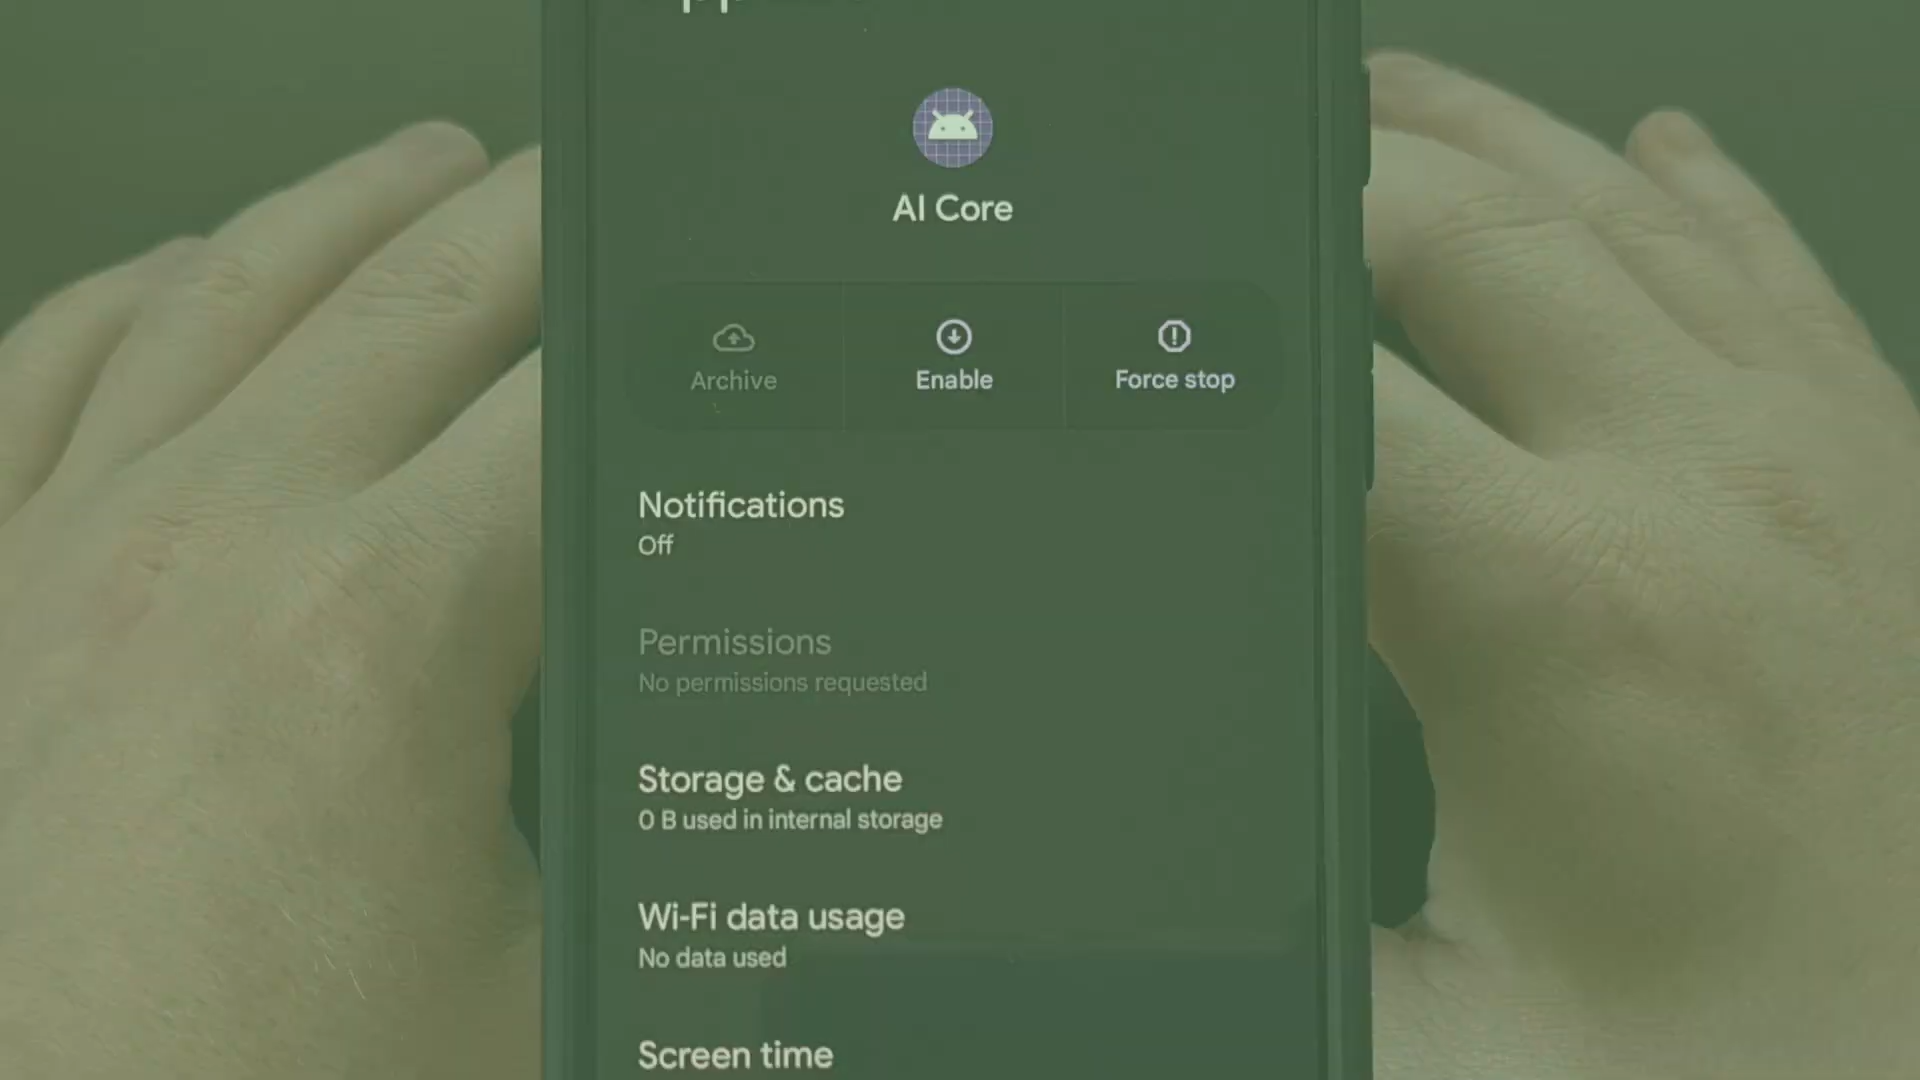 AI Core
Archive
Enable
Force stop
Notifications
Off
Permissions
No permissions requested
Storage & cache
0 B used in internal storage
Wi-Fi data usage
No data used
Screen time